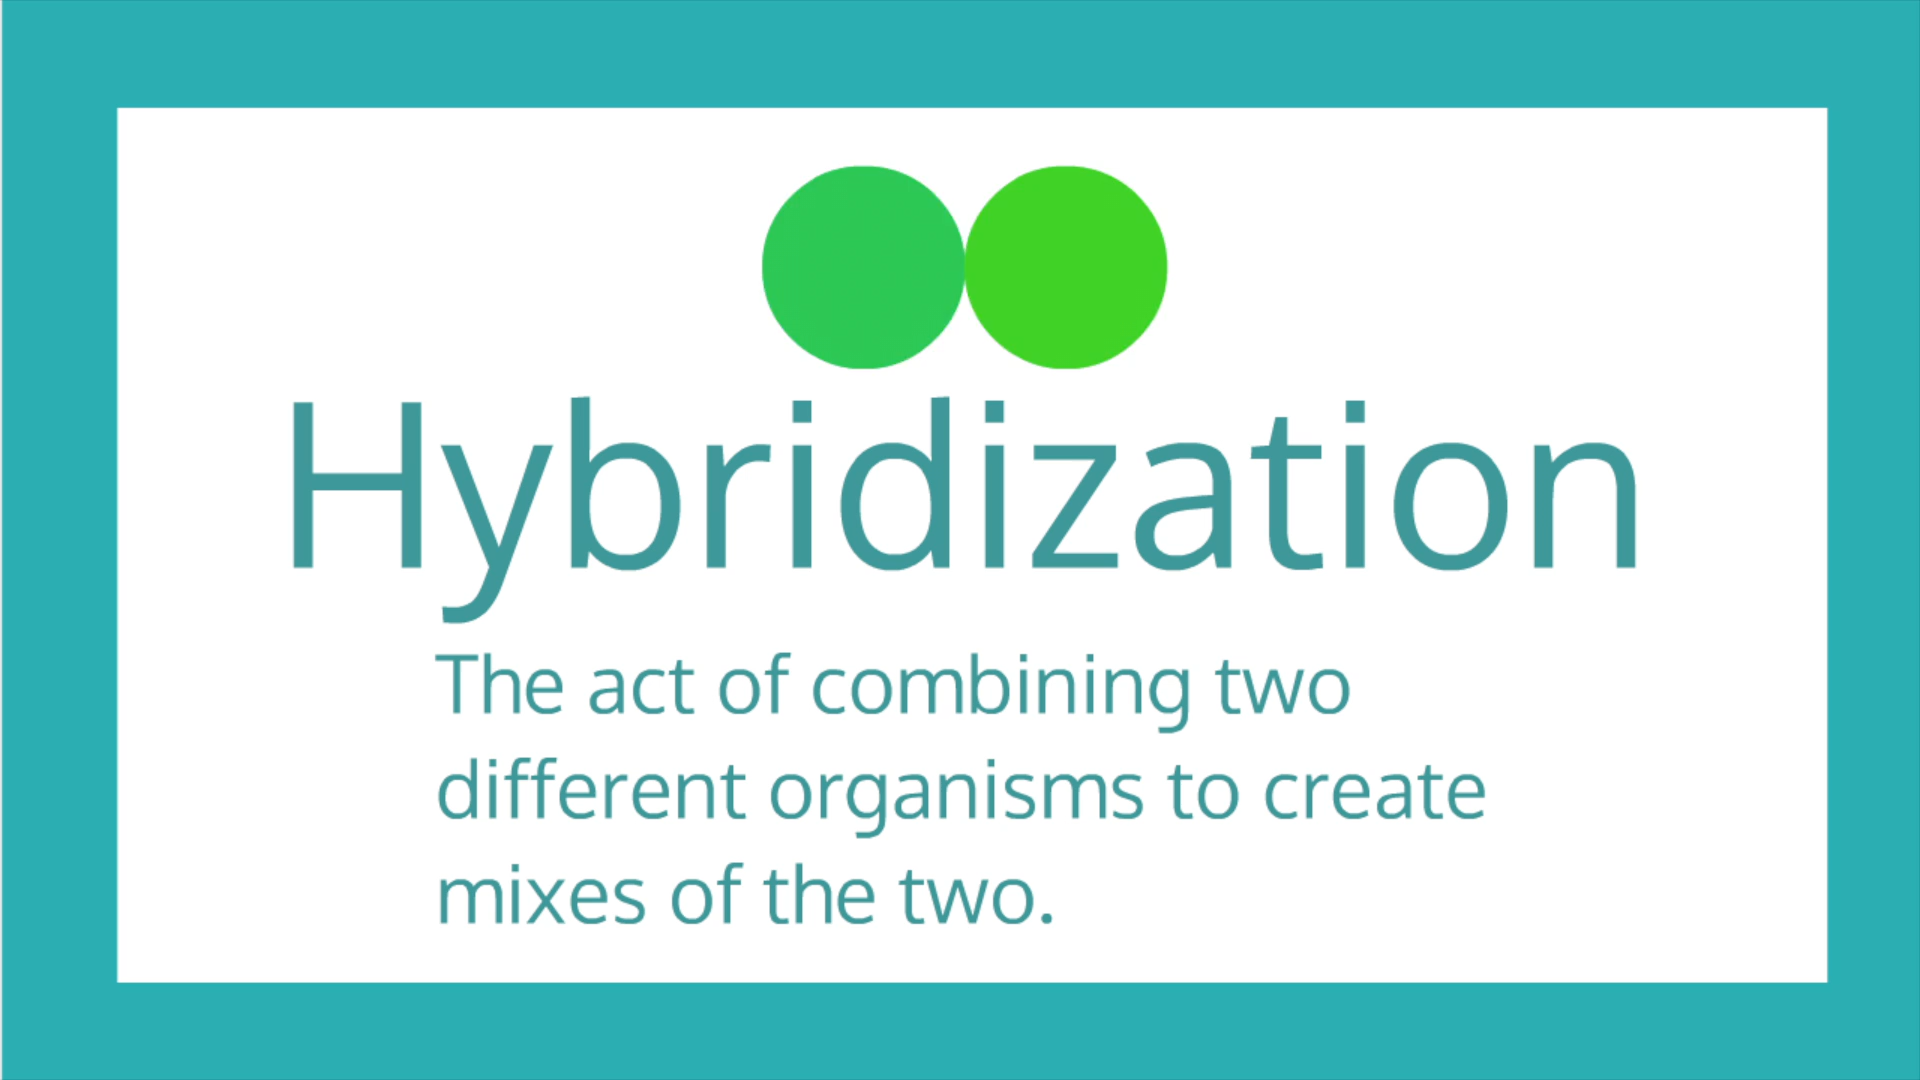 Hybridization
The act of combining two
different organisms to create
mixes of the two.